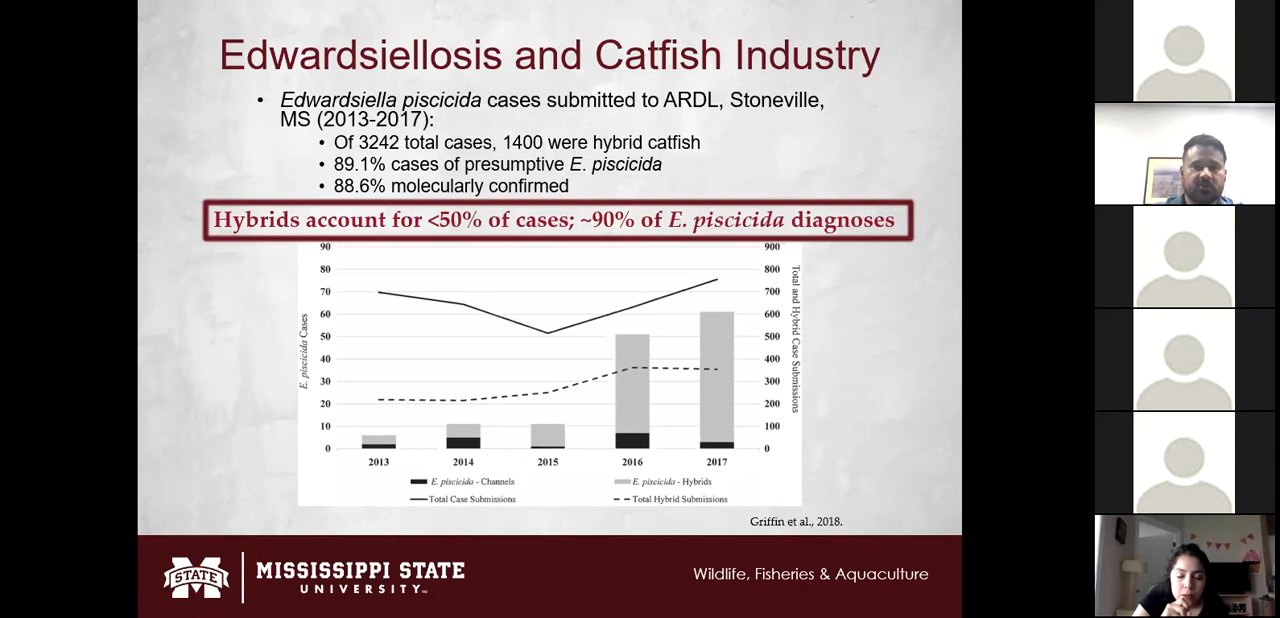 Edwardsiellosis and Catfish Industry
• Edwardsiella piscicida cases submitted to ARDL, Stoneville,
MS (2013-2017):
• Of 3242 total cases, 1400 were hybrid catfish
• 89.1% cases of presumptive E. piscicida
• 88.6% molecularly confirmed
Hybrids account for <50% of cases; ~90% of E. piscicida diagnoses
90
80
70
60
50
40
30
20
10
0
E. piscicida Cases
900
800
700
600
500
400
300
200
100
0
Total and Hybrid Case Submissions
2013 2014 2015 2016 2017
E. piscicida - Channels E. piscicida - Hybrids
Total Case Submissions Total Hybrid Submissions
Griffin et al., 2018.
STATE
MISSISSIPPI STATE
UNIVERSITY™
Wildlife, Fisheries & Aquaculture